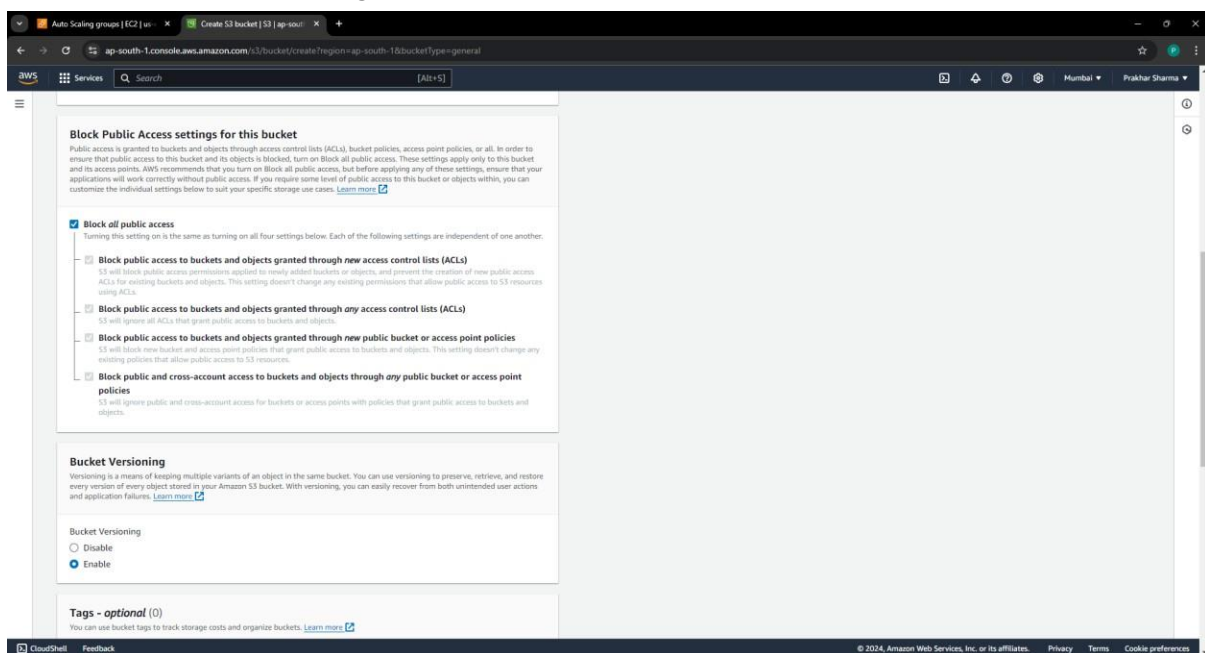 Auto Scaling groups | EC2 | us-
Create S3 bucket | S3 | ap-sout
ap-south-1.console.aws.amazon.com/s3/bucket/create?region=ap-south-1&bucketType=general
aws Services Search [Alt+S] Mumbai Prakhar Sharma
Block Public Access settings for this bucket
Public access is granted to buckets and objects through access control lists (ACLs), bucket policies, access point policies, or all. In order to
ensure that public access to this bucket and its objects is blocked, turn on Block all public access. These settings apply only to this bucket
and its access points. AWS recommends that you turn on Block all public access, but before applying any of these settings, ensure that your
applications will work correctly without public access. If you require some level of public access to this bucket or objects within, you can
customize the individual settings below to suit your specific storage use cases. Learn more
Block all public access
Turning this setting on is the same as turning on all four settings below. Each of the following settings are independent of one another.
Block public access to buckets and objects granted through new access control lists (ACLs)
S3 will block public access permissions applied to newly added buckets or objects, and prevent the creation of new public access
ACLs for existing buckets and objects. This setting doesn't change any existing permissions that allow public access to S3 resources
using ACLs.
Block public access to buckets and objects granted through any access control lists (ACLs)
S3 will ignore all ACLs that grant public access to buckets and objects.
Block public access to buckets and objects granted through new public bucket or access point policies
S3 will block new bucket and access point policies that grant public access to buckets and objects. This setting doesn't change any
existing policies that allow public access to S3 resources.
Block public and cross-account access to buckets and objects through any public bucket or access point
policies
S3 will ignore public and cross-account access for buckets or access points with policies that grant public access to buckets and
objects.
Bucket Versioning
Versioning is a means of keeping multiple variants of an object in the same bucket. You can use versioning to preserve, retrieve, and restore
every version of every object stored in your Amazon S3 bucket. With versioning, you can easily recover from both unintended user actions
and application failures. Learn more
Bucket Versioning
Disable
Enable
Tags - optional (0)
You can use bucket tags to track storage costs and organize buckets. Learn more
CloudShell Feedback © 2024, Amazon Web Services, Inc. or its affiliates. Privacy Terms Cookie preferences